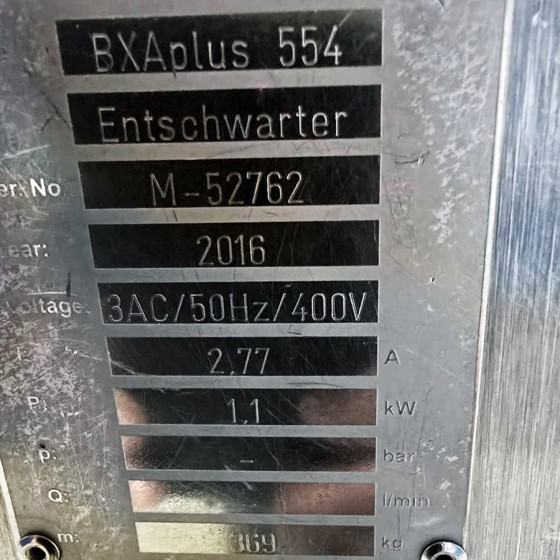 BXAplus 554
Entschwarter
er. No M-52762
ear: 2016
oltage: 3AC/50Hz/400V
2.77 A
P 1.1 kW
p: - bar
Q: l/min
m: 369 kg